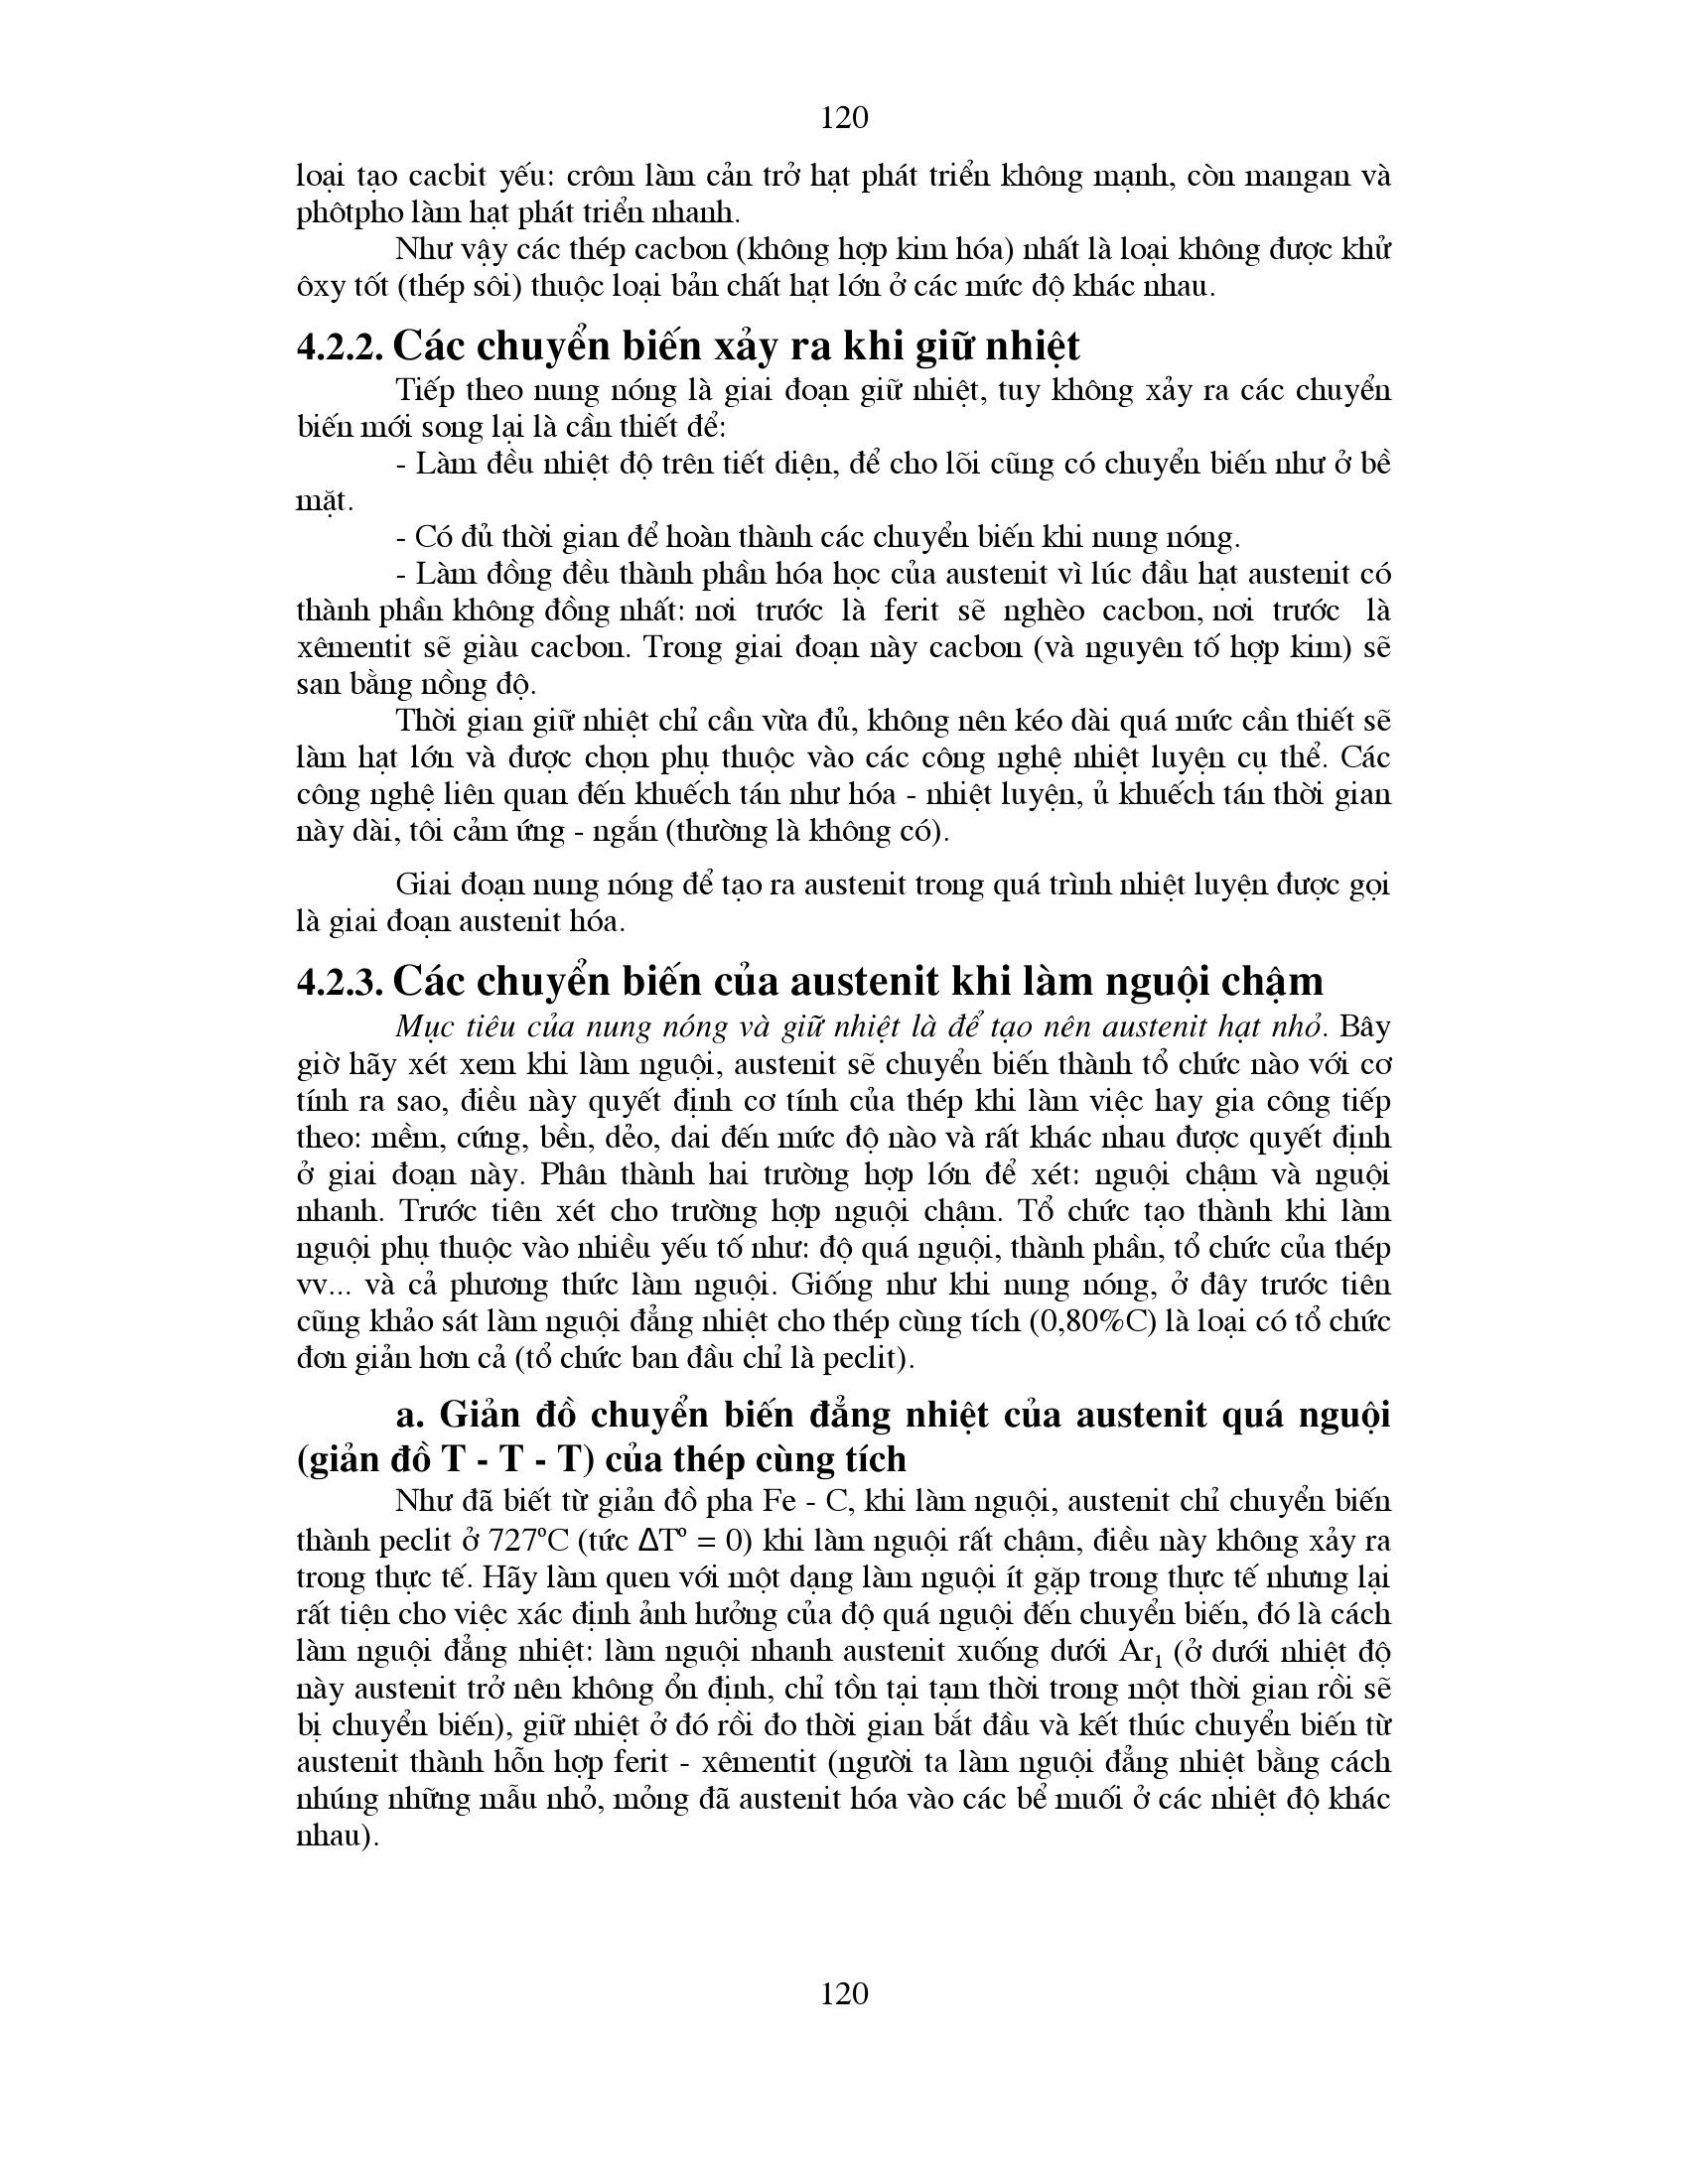 120
loại tạo cacbit yếu: crôm làm cản trở hạt phát triển không mạnh, còn mangan và
phôtpho làm hạt phát triển nhanh.
Như vậy các thép cacbon (không hợp kim hóa) nhất là loại không được khử
ôxy tốt (thép sôi) thuộc loại bản chất hạt lớn ở các mức độ khác nhau.
4.2.2. Các chuyển biến xảy ra khi giữ nhiệt
Tiếp theo nung nóng là giai đoạn giữ nhiệt, tuy không xảy ra các chuyển
biến mới song lại là cần thiết để:
- Làm đều nhiệt độ trên tiết diện, để cho lõi cũng có chuyển biến như ở bề
mặt.
- Có đủ thời gian để hoàn thành các chuyển biến khi nung nóng.
- Làm đồng đều thành phần hóa học của austenit vì lúc đầu hạt austenit có
thành phần không đồng nhất: nơi trước là ferit sẽ nghèo cacbon, nơi trước là
xêmentit sẽ giàu cacbon. Trong giai đoạn này cacbon (và nguyên tố hợp kim) sẽ
san bằng nồng độ.
Thời gian giữ nhiệt chỉ cần vừa đủ, không nên kéo dài quá mức cần thiết sẽ
làm hạt lớn và được chọn phụ thuộc vào các công nghệ nhiệt luyện cụ thể. Các
công nghệ liên quan đến khuếch tán như hóa - nhiệt luyện, ủ khuếch tán thời gian
này dài, tôi cảm ứng - ngắn (thường là không có).
Giai đoạn nung nóng để tạo ra austenit trong quá trình nhiệt luyện được gọi
là giai đoạn austenit hóa.
4.2.3. Các chuyển biến của austenit khi làm nguội chậm
Mục tiêu của nung nóng và giữ nhiệt là để tạo nên austenit hạt nhỏ. Bây
giờ hãy xét xem khi làm nguội, austenit sẽ chuyển biến thành tổ chức nào với cơ
tính ra sao, điều này quyết định cơ tính của thép khi làm việc hay gia công tiếp
theo: mềm, cứng, bền, dẻo, dai đến mức độ nào và rất khác nhau được quyết định
ở giai đoạn này. Phân thành hai trường hợp lớn để xét: nguội chậm và nguội
nhanh. Trước tiên xét cho trường hợp nguội chậm. Tổ chức tạo thành khi làm
nguội phụ thuộc vào nhiều yếu tố như: độ quá nguội, thành phần, tổ chức của thép
vv... và cả phương thức làm nguội. Giống như khi nung nóng, ở đây trước tiên
cũng khảo sát làm nguội đẳng nhiệt cho thép cùng tích (0,80%C) là loại có tổ chức
đơn giản hơn cả (tổ chức ban đầu chỉ là peclit).
a. Giản đồ chuyển biến đẳng nhiệt của austenit quá nguội
(giản đồ T - T - T) của thép cùng tích
Như đã biết từ giản đồ pha Fe - C, khi làm nguội, austenit chỉ chuyển biến
thành peclit ở 727ºC (tức ΔTº = 0) khi làm nguội rất chậm, điều này không xảy ra
trong thực tế. Hãy làm quen với một dạng làm nguội ít gặp trong thực tế nhưng lại
rất tiện cho việc xác định ảnh hưởng của độ quá nguội đến chuyển biến, đó là cách
làm nguội đẳng nhiệt: làm nguội nhanh austenit xuống dưới Ar₁ (ở dưới nhiệt độ
này austenit trở nên không ổn định, chỉ tồn tại tạm thời trong một thời gian rồi sẽ
bị chuyển biến), giữ nhiệt ở đó rồi đo thời gian bắt đầu và kết thúc chuyển biến từ
austenit thành hỗn hợp ferit - xêmentit (người ta làm nguội đẳng nhiệt bằng cách
nhúng những mẫu nhỏ, mỏng đã austenit hóa vào các bể muối ở các nhiệt độ khác
nhau).
120